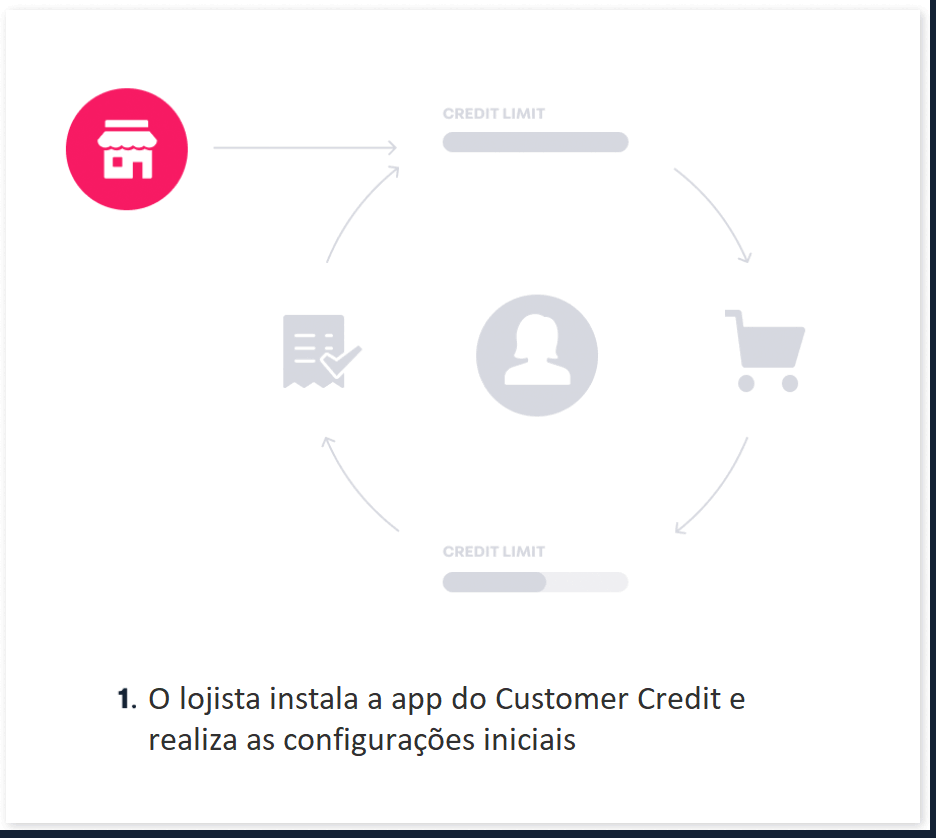 CREDIT LIMIT
CREDIT LIMIT
1. O lojista instala a app do Customer Credit e
realiza as configurações iniciais